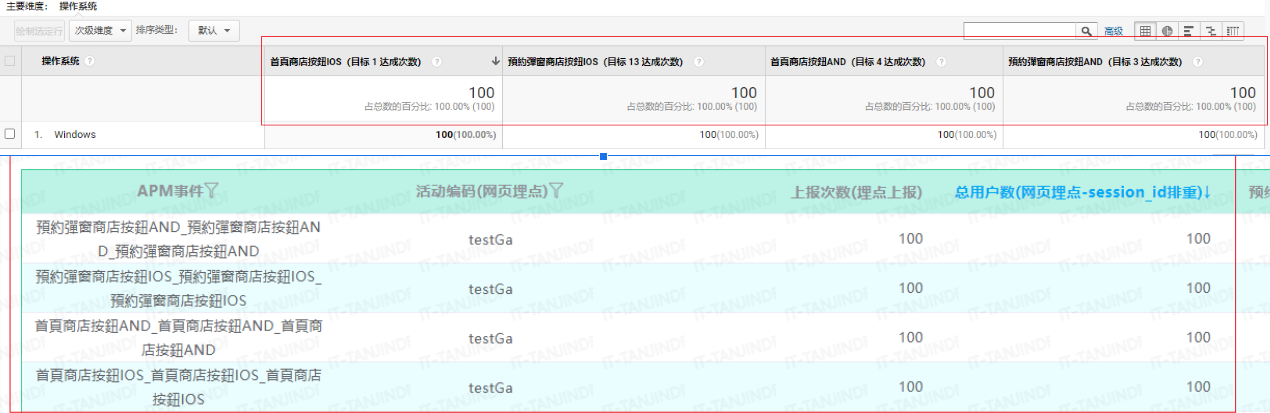 主要维度: 操作系统
绘制选定行 次级维度 排序类型: 默认 高级
操作系统 首頁商店按鈕IOS（目标 1 达成次数） 預約彈窗商店按鈕IOS（目标 13 达成次数） 首頁商店按鈕AND（目标 4 达成次数） 預約彈窗商店按鈕AND（目标 3 达成次数）
100 100 100 100
占总数的百分比: 100.00% (100) 占总数的百分比: 100.00% (100) 占总数的百分比: 100.00% (100) 占总数的百分比: 100.00% (100)
1. Windows 100(100.00%) 100(100.00%) 100(100.00%) 100(100.00%)
APM事件 活动编码(网页埋点) 上报次数(埋点上报) 总用户数(网页埋点-session_id排重)↓ 预约
預約彈窗商店按鈕AND_預約彈窗商店按鈕AN
D_預約彈窗商店按鈕AND
testGa 100 100
預約彈窗商店按鈕IOS_預約彈窗商店按鈕IOS_
預約彈窗商店按鈕IOS
testGa 100 100
首頁商店按鈕AND_首頁商店按鈕AND_首頁商
店按鈕AND
testGa 100 100
首頁商店按鈕IOS_首頁商店按鈕IOS_首頁商店
按鈕IOS
testGa 100 100
IT-TANJINDI